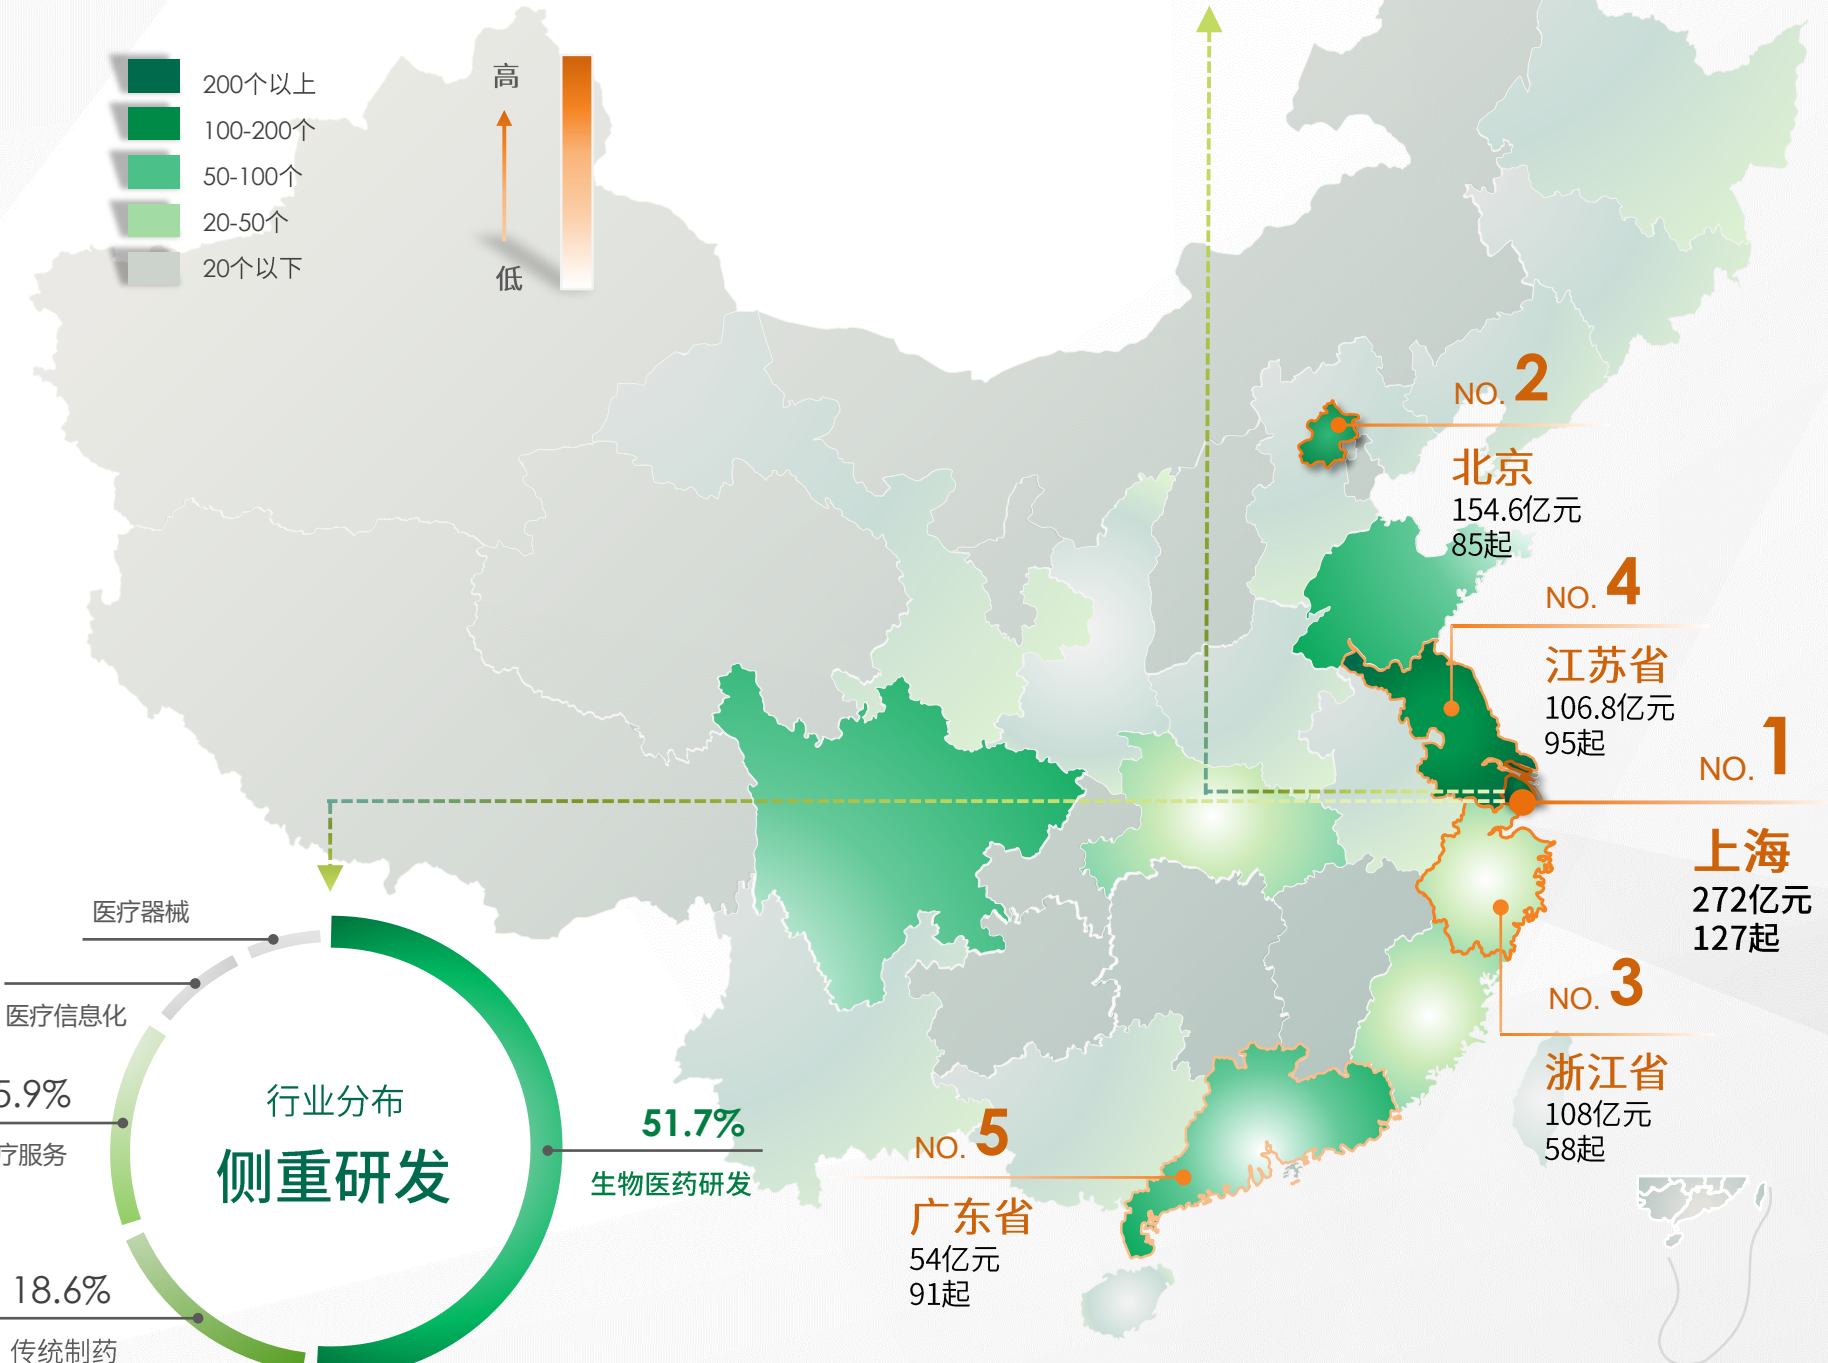 200个以上
100-200个
50-100个
20-50个
20个以下
高
低
NO. 2
北京
154.6亿元
85起
NO. 4
江苏省
106.8亿元
95起
NO. 1
上海
272亿元
127起
NO. 3
浙江省
108亿元
58起
NO. 5
广东省
54亿元
91起
医疗器械
医疗信息化
5.9%
疗服务
18.6%
传统制药
行业分布
侧重研发
51.7%
生物医药研发